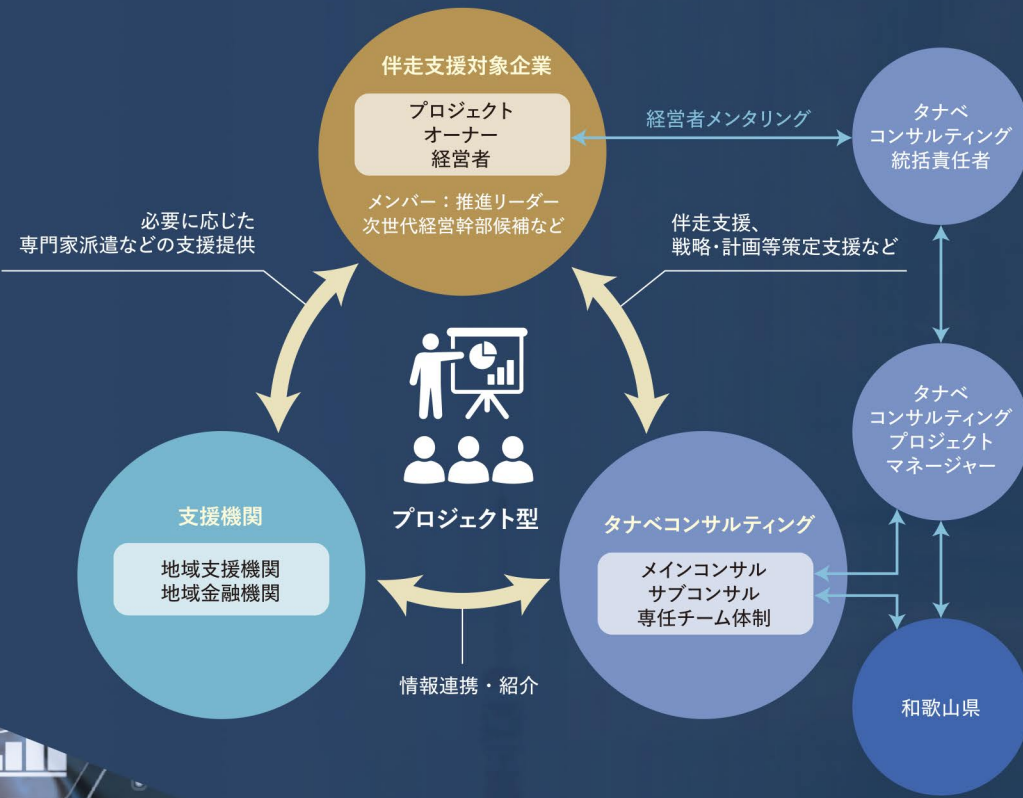 伴走支援対象企業
プロジェクト
オーナー
経営者
メンバー：推進リーダー
次世代経営幹部候補など
経営者メンタリング
タナベ
コンサルティング
統括責任者
必要に応じた
専門家派遣などの支援提供
伴走支援、
戦略・計画等策定支援など
タナベ
コンサルティング
プロジェクト
マネージャー
プロジェクト型
支援機関
地域支援機関
地域金融機関
タナベコンサルティング
メインコンサル
サブコンサル
専任チーム体制
情報連携・紹介
和歌山県